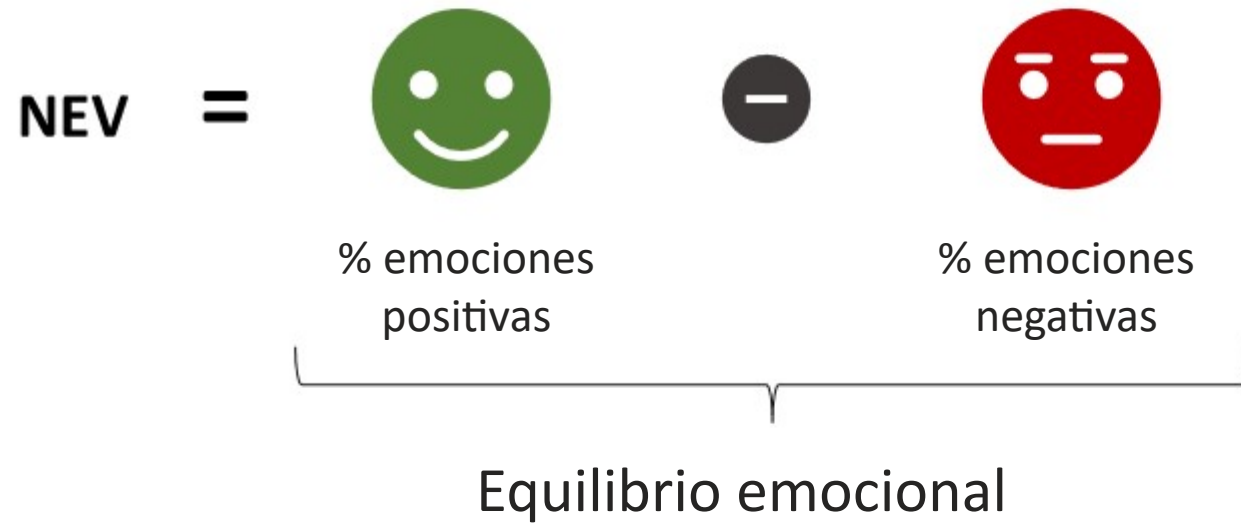 NEV =
% emociones
positivas
% emociones
negativas
Equilibrio emocional